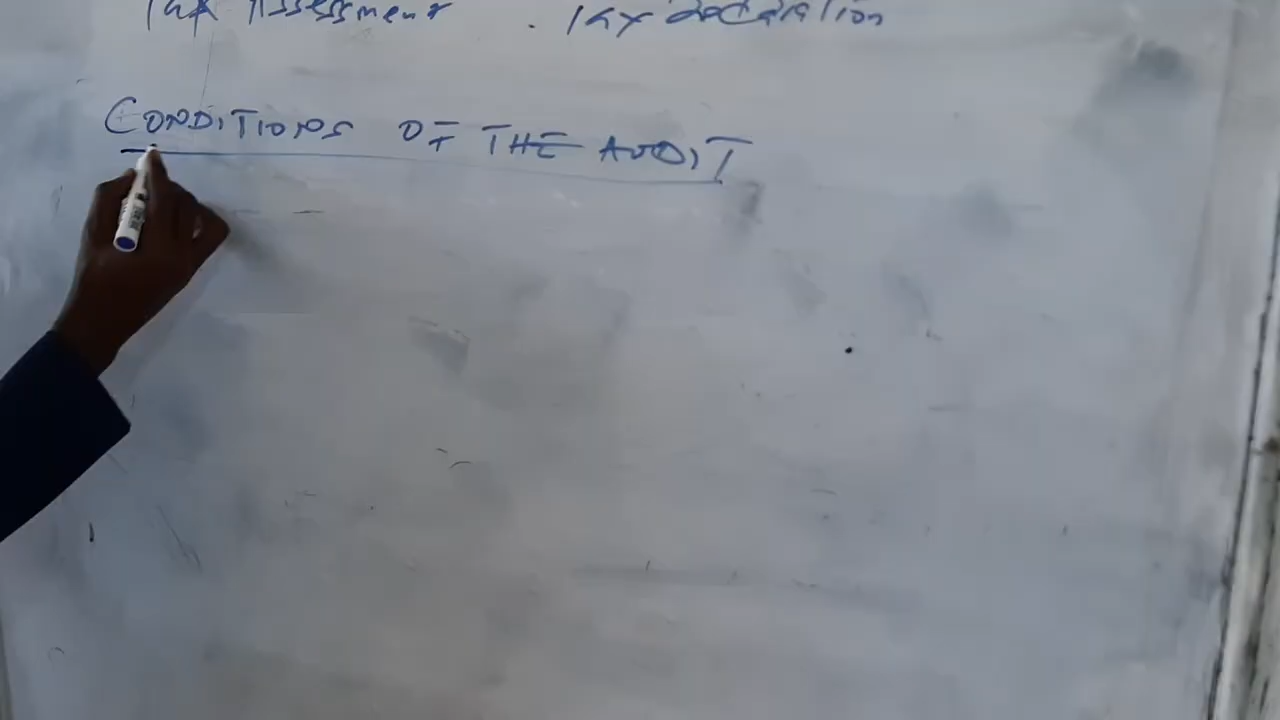 Tax Assessment . Tax declaration
CONDITIONS OF THE AUDIT